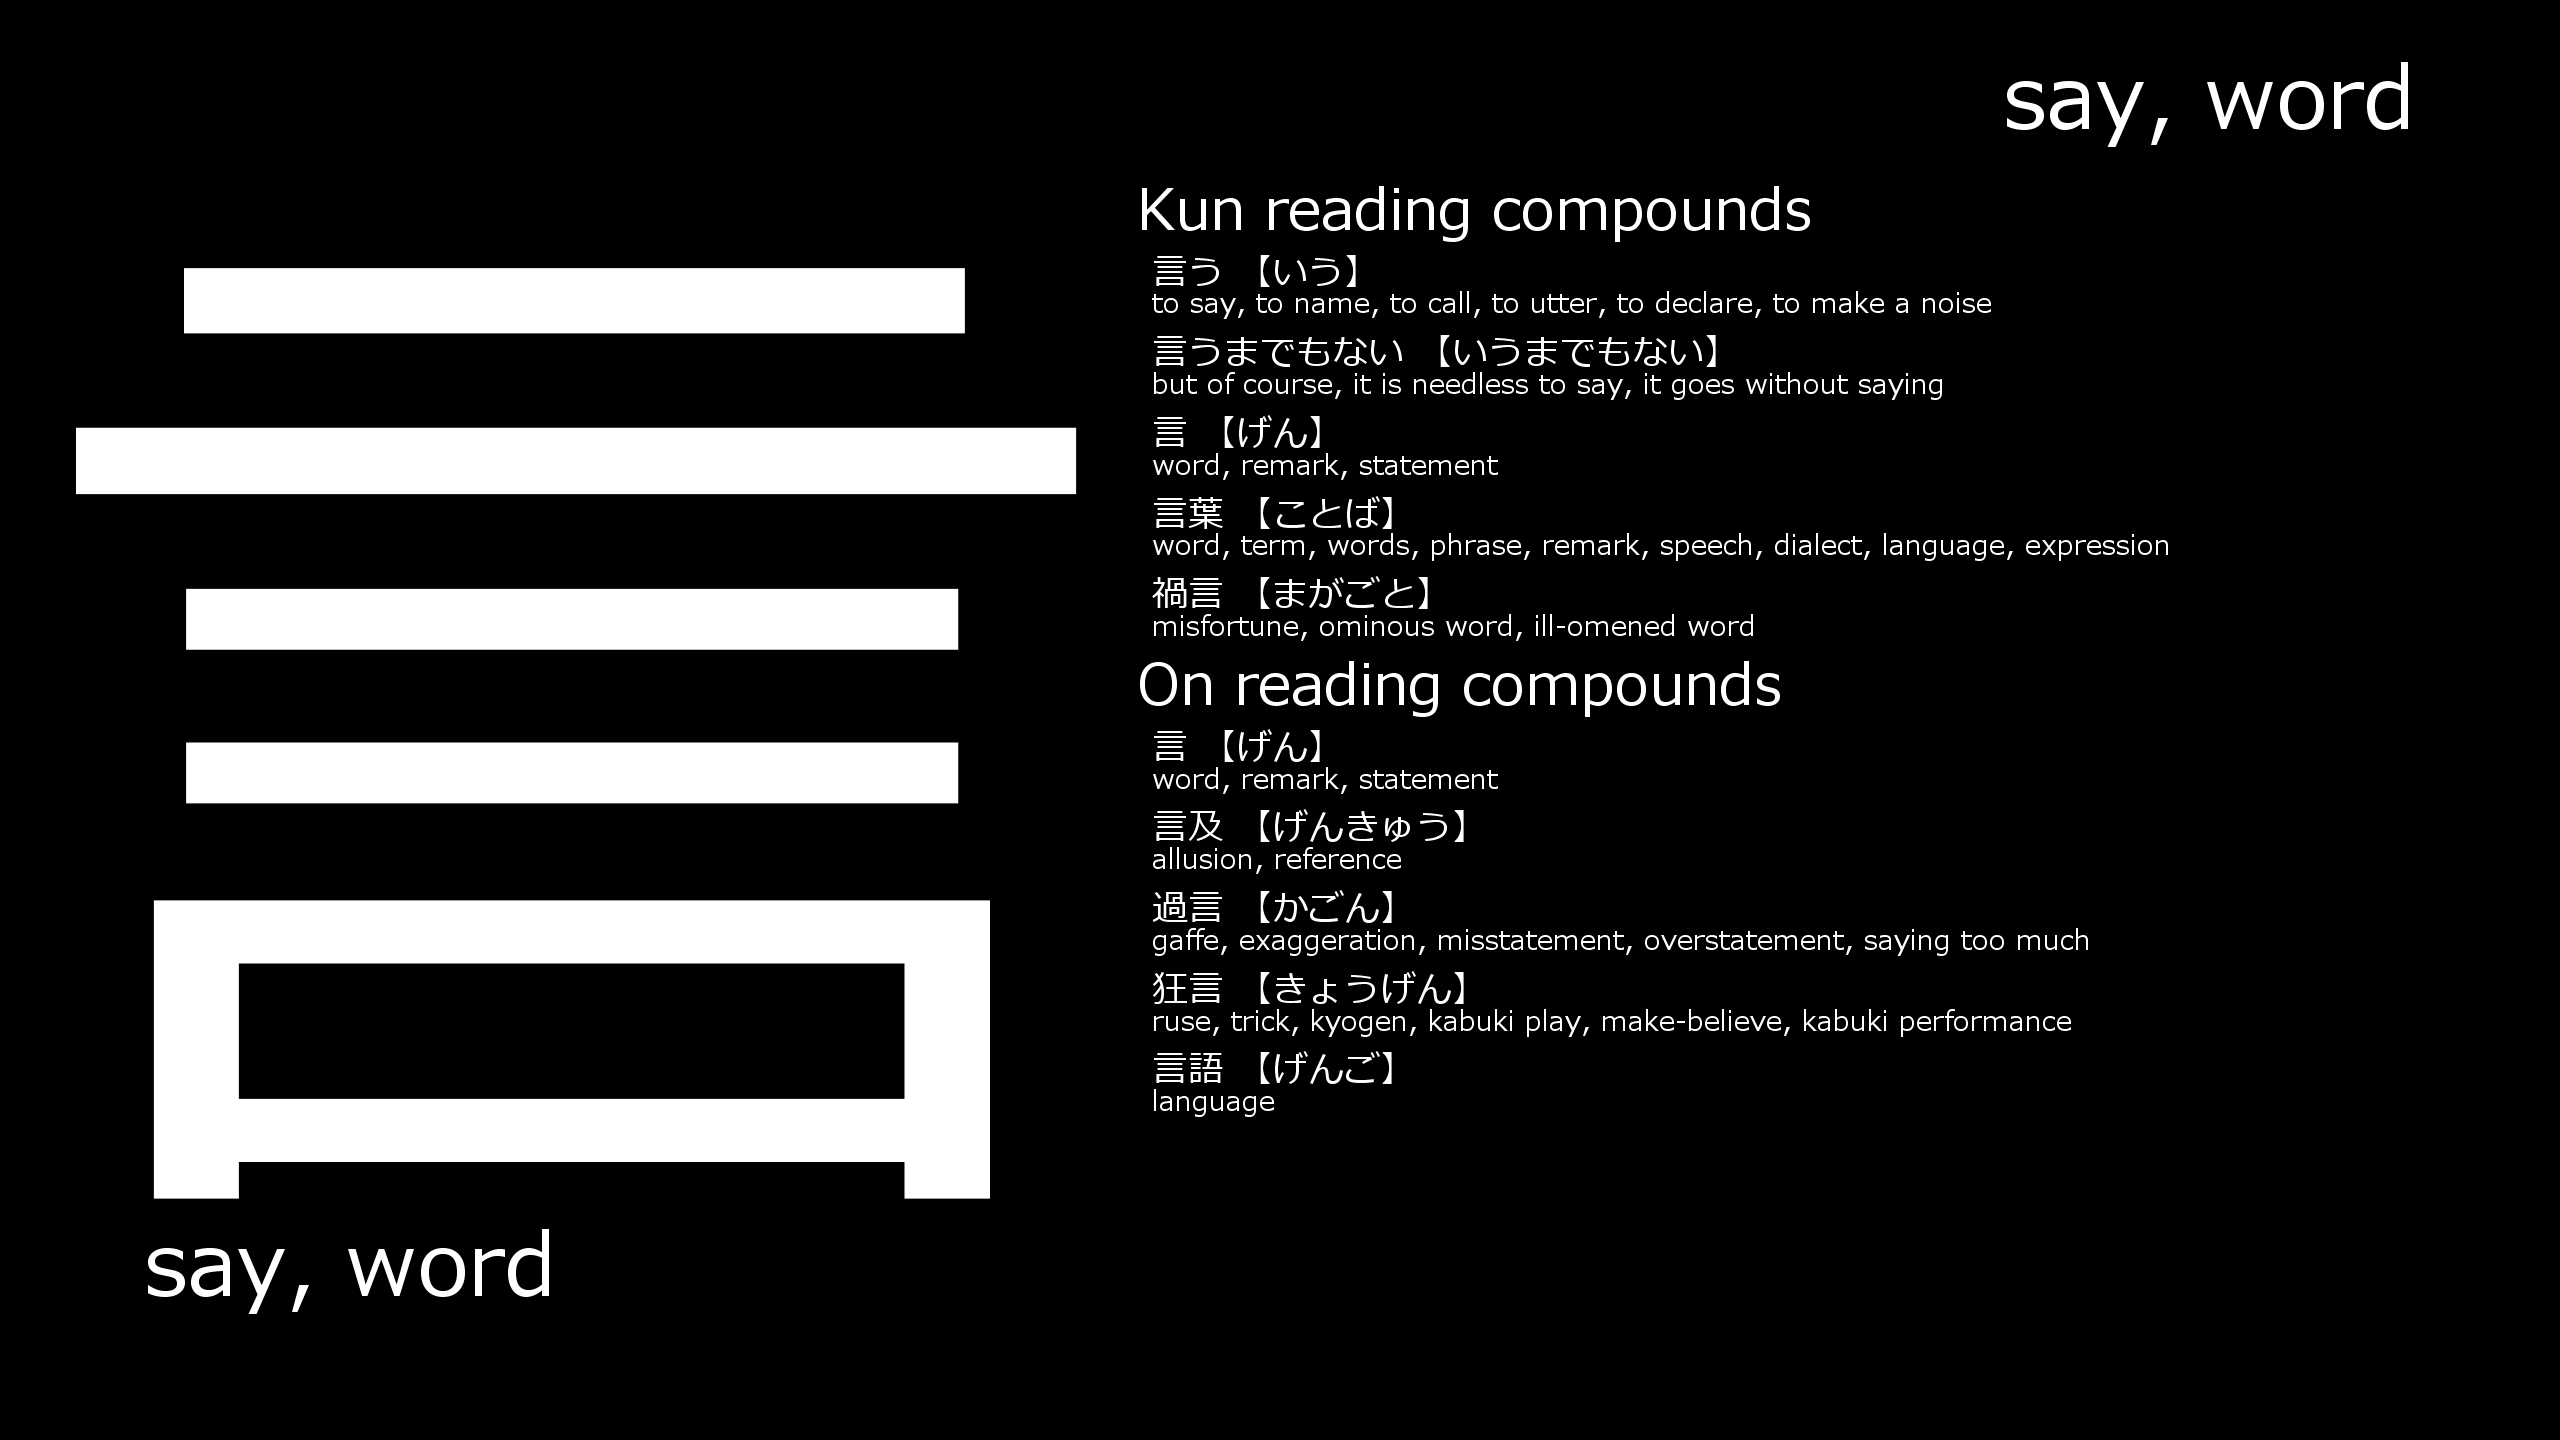 say, word
言
say, word
Kun reading compounds
言う 【いう】
to say, to name, to call, to utter, to declare, to make a noise
言うまでもない 【いうまでもない】
but of course, it is needless to say, it goes without saying
言 【げん】
word, remark, statement
言葉 【ことば】
word, term, words, phrase, remark, speech, dialect, language, expression
禍言 【まがごと】
misfortune, ominous word, ill-omened word
On reading compounds
言 【げん】
word, remark, statement
言及 【げんきゅう】
allusion, reference
過言 【かごん】
gaffe, exaggeration, misstatement, overstatement, saying too much
狂言 【きょうげん】
ruse, trick, kyogen, kabuki play, make-believe, kabuki performance
言語 【げんご】
language